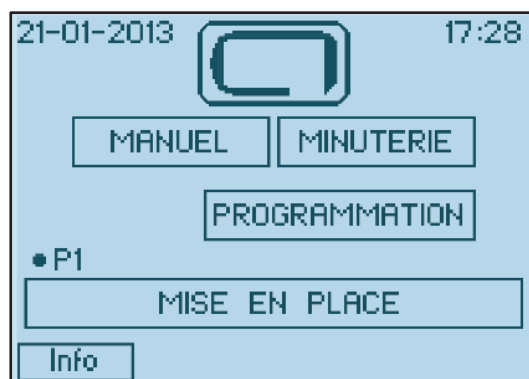 21-01-2013 17:28
MANUEL MINUTERIE
PROGRAMMATION
P1
MISE EN PLACE
Info